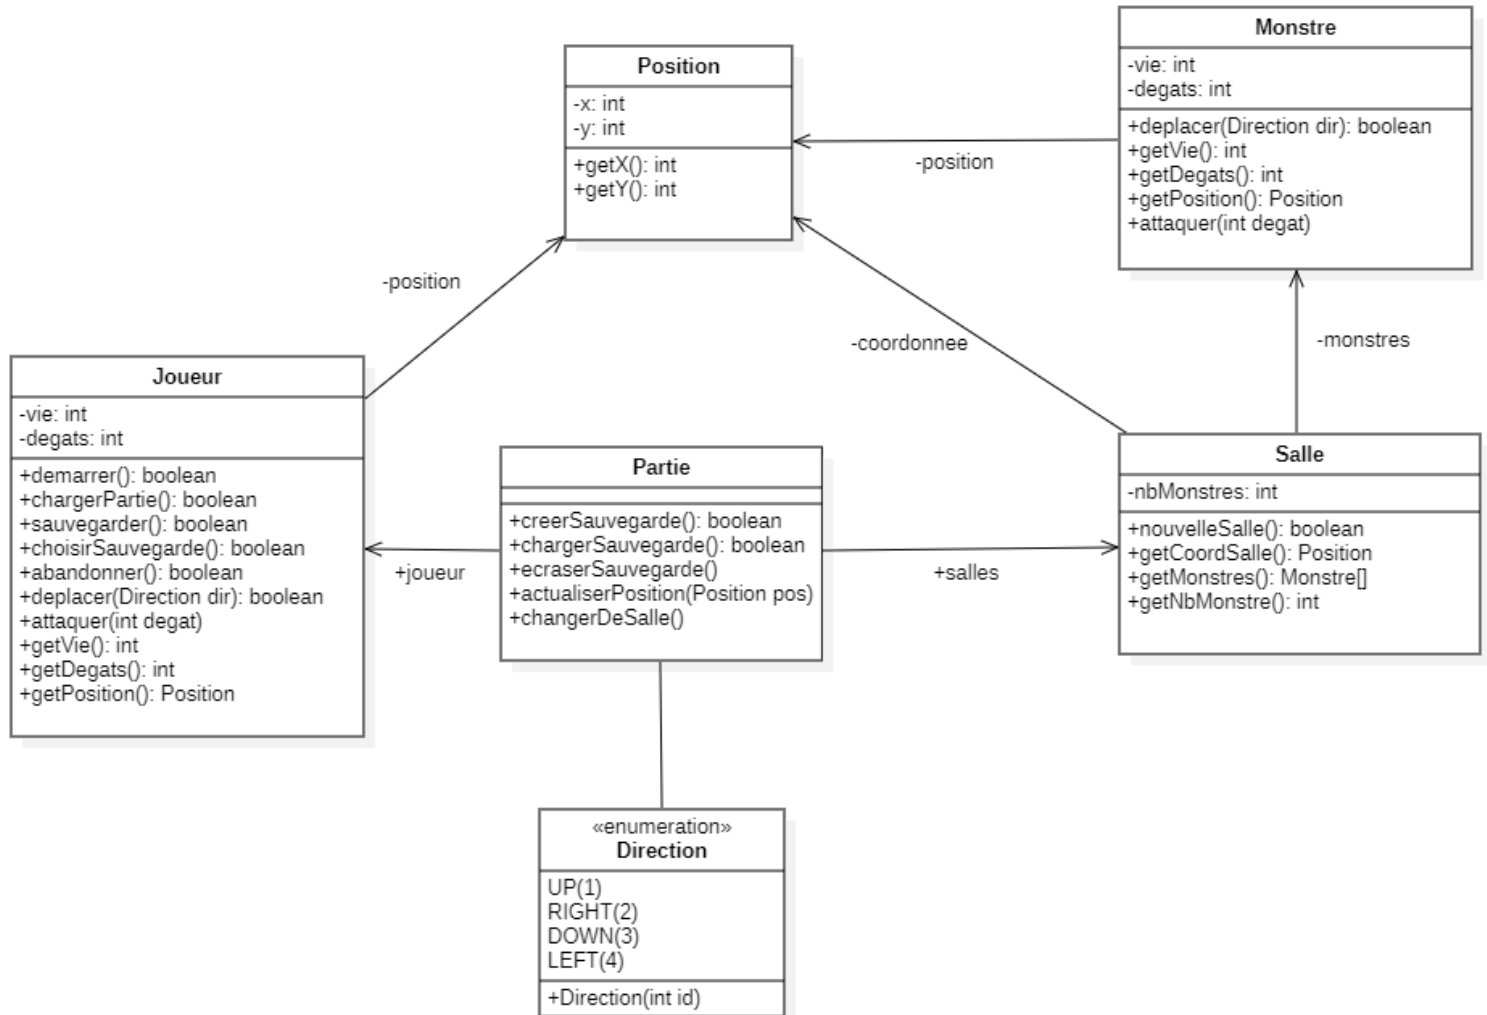 Monstre
-vie: int
-degats: int
+deplacer(Direction dir): boolean
+getVie(): int
+getDegats(): int
+getPosition(): Position
+attaquer(int degat)
Position
-x: int
-y: int
+getX(): int
+getY(): int
-position
-position
-coordonnee
-monstres
Joueur
-vie: int
-degats: int
+demarrer(): boolean
+chargerPartie(): boolean
+sauvegarder(): boolean
+choisirSauvegarde(): boolean
+abandonner(): boolean
+deplacer(Direction dir): boolean
+attaquer(int degat)
+getVie(): int
+getDegats(): int
+getPosition(): Position
+joueur
Partie
+creerSauvegarde(): boolean
+chargerSauvegarde(): boolean
+ecraserSauvegarde()
+actualiserPosition(Position pos)
+changerDeSalle()
+salles
Salle
-nbMonstres: int
+nouvelleSalle(): boolean
+getCoordSalle(): Position
+getMonstres(): Monstre[]
+getNbMonstre(): int
«enumeration»
Direction
UP(1)
RIGHT(2)
DOWN(3)
LEFT(4)
+Direction(int id)